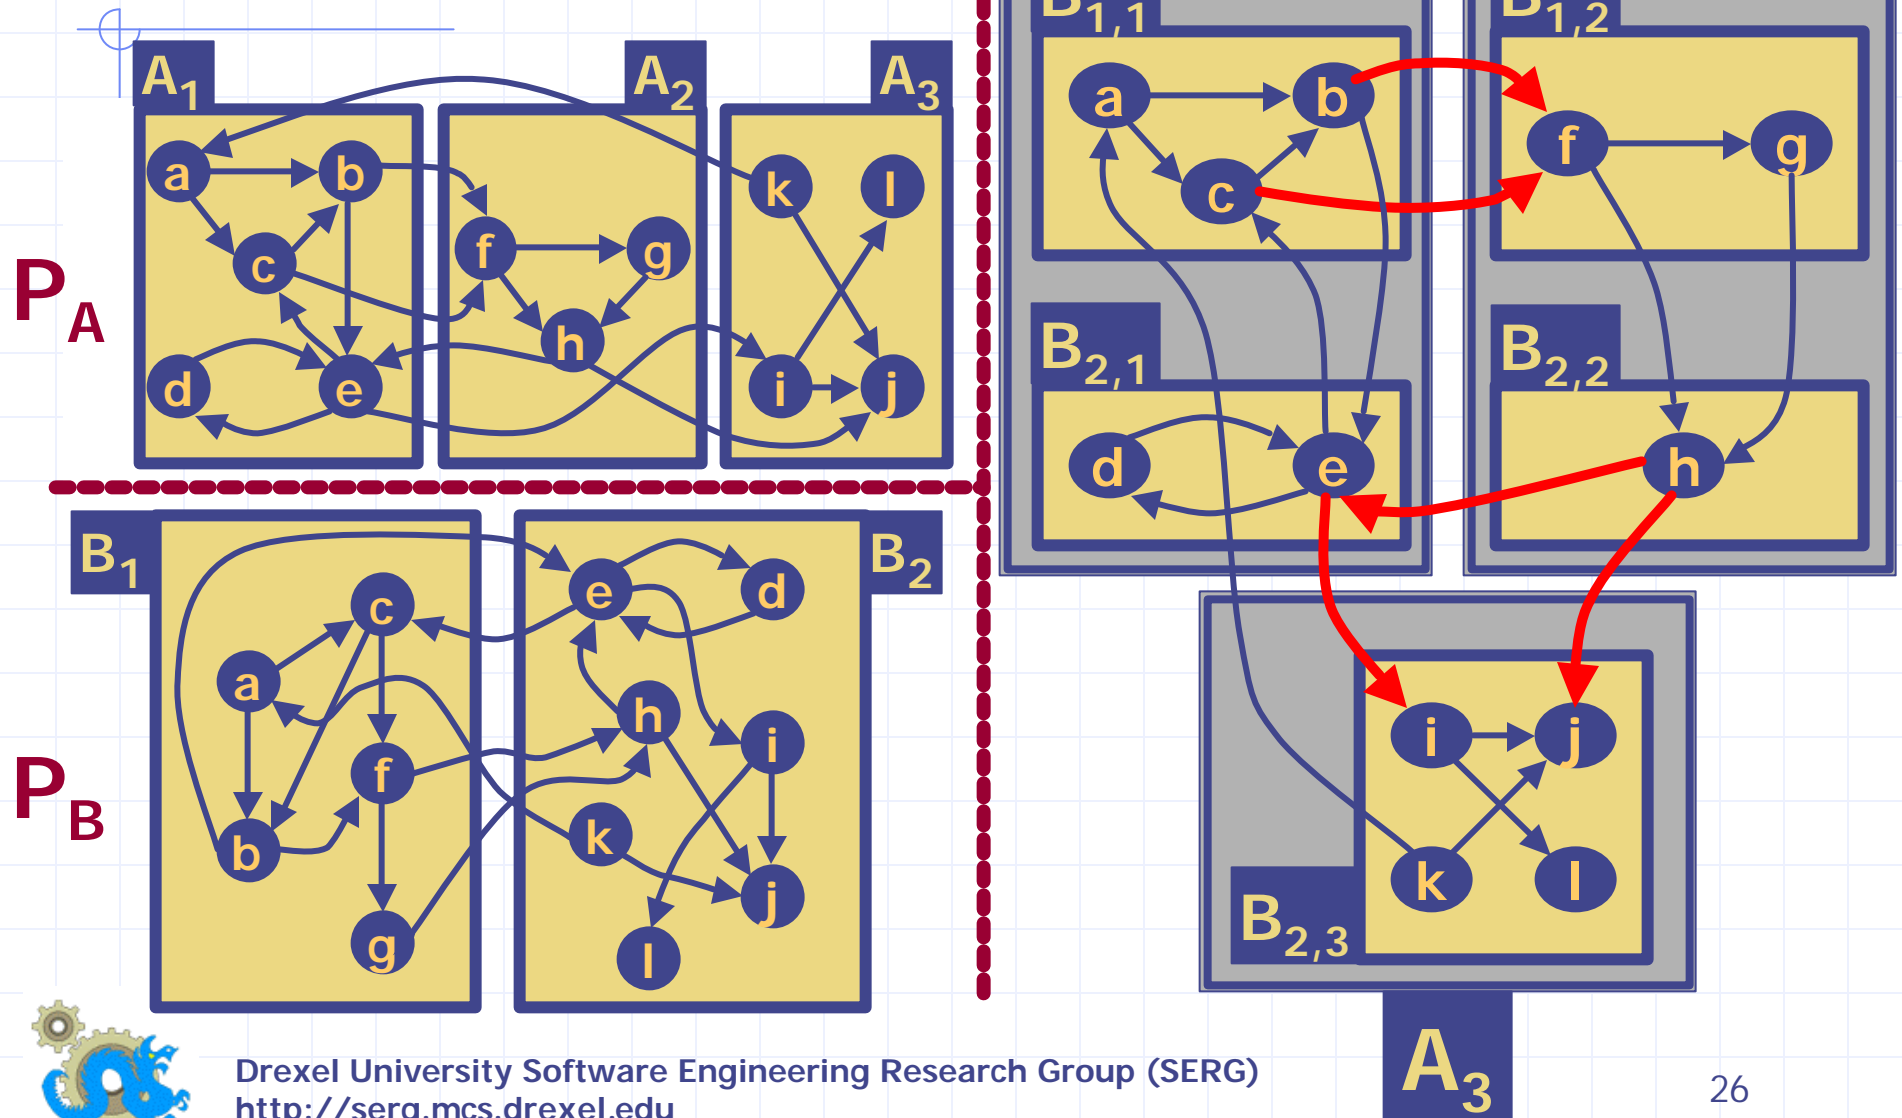 A1
A2
A3
a
b
c
d
e
f
g
h
k
l
i
j
PA
B1
B2
c
a
f
b
g
e
d
h
i
k
j
l
PB
B1,1
B1,2
a
b
c
f
g
B2,1
B2,2
d
e
h
i
j
k
l
B2,3
A3
Drexel University Software Engineering Research Group (SERG)
http://serg.mcs.drexel.edu
26